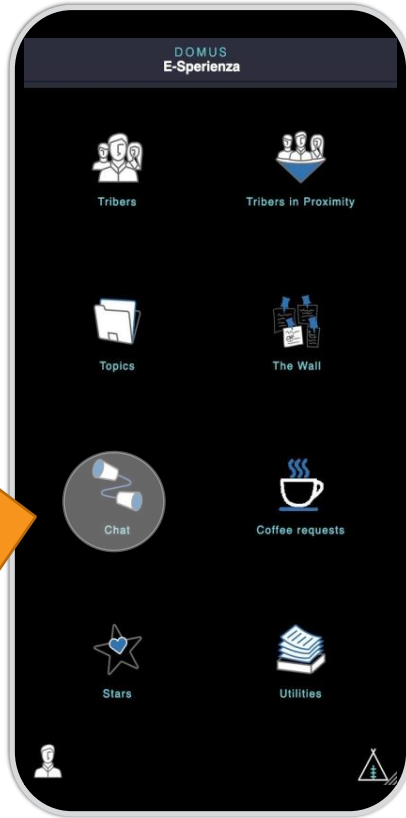 DOMUS
E-Sperienza
Tribers
Tribers in Proximity
Topics
The Wall
Chat
Coffee requests
Stars
Utilities